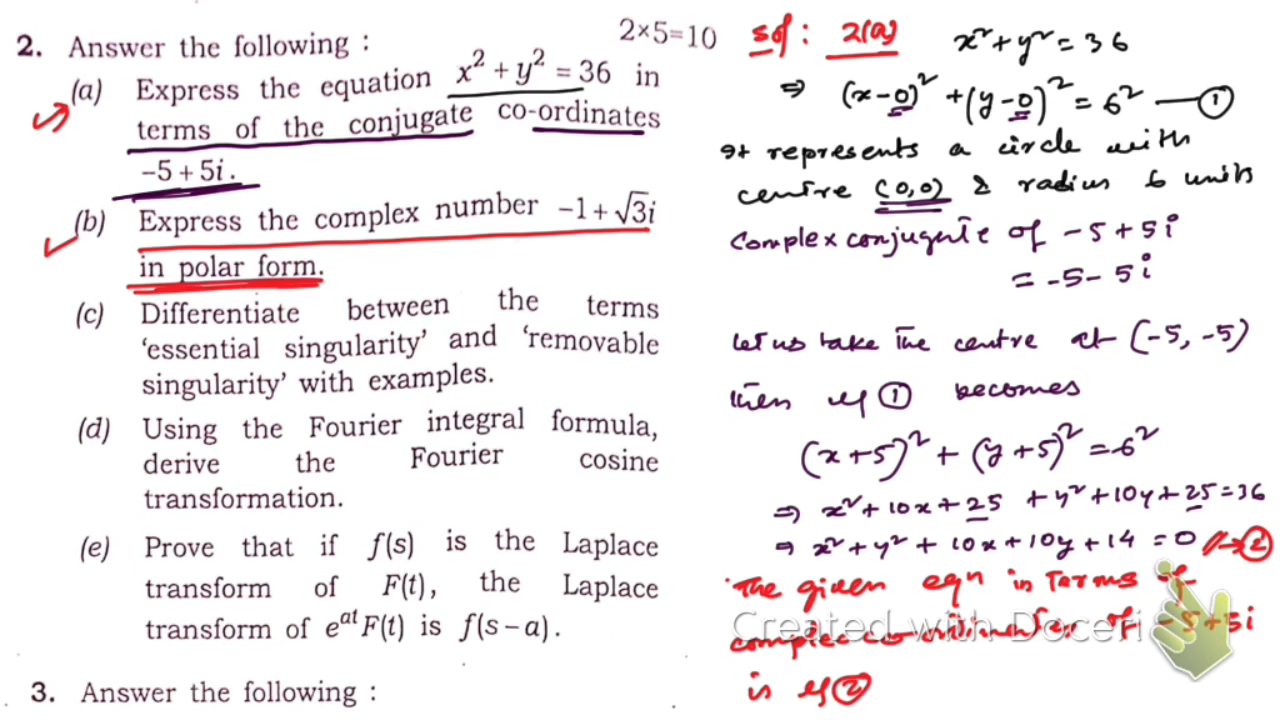 2. Answer the following : 2×5=10
(a) Express the equation x² + y² = 36 in
terms of the conjugate co-ordinates
−5 + 5i.
(b) Express the complex number −1 + √3i
in polar form.
(c) Differentiate between the terms
'essential singularity' and 'removable
singularity' with examples.
(d) Using the Fourier integral formula,
derive the Fourier cosine
transformation.
(e) Prove that if f(s) is the Laplace
transform of F(t), the Laplace
transform of e^{at}F(t) is f(s − a).
3. Answer the following :
Sol : 2(a) x² + y² = 36
⇒ (x−0)² + (y−0)² = 6² — ①
It represents a circle with
centre (0,0) & radius 6 units
Complex conjugate of −5 + 5i
= −5 − 5i
Let us take the centre at (−5, −5)
then eq ① becomes
(x+5)² + (y+5)² = 6²
⇒ x² + 10x + 25 + y² + 10y + 25 = 36
⇒ x² + y² + 10x + 10y + 14 = 0 → ②
The given eqn in terms of
Created with Doceri
−5+5i
is eq ②